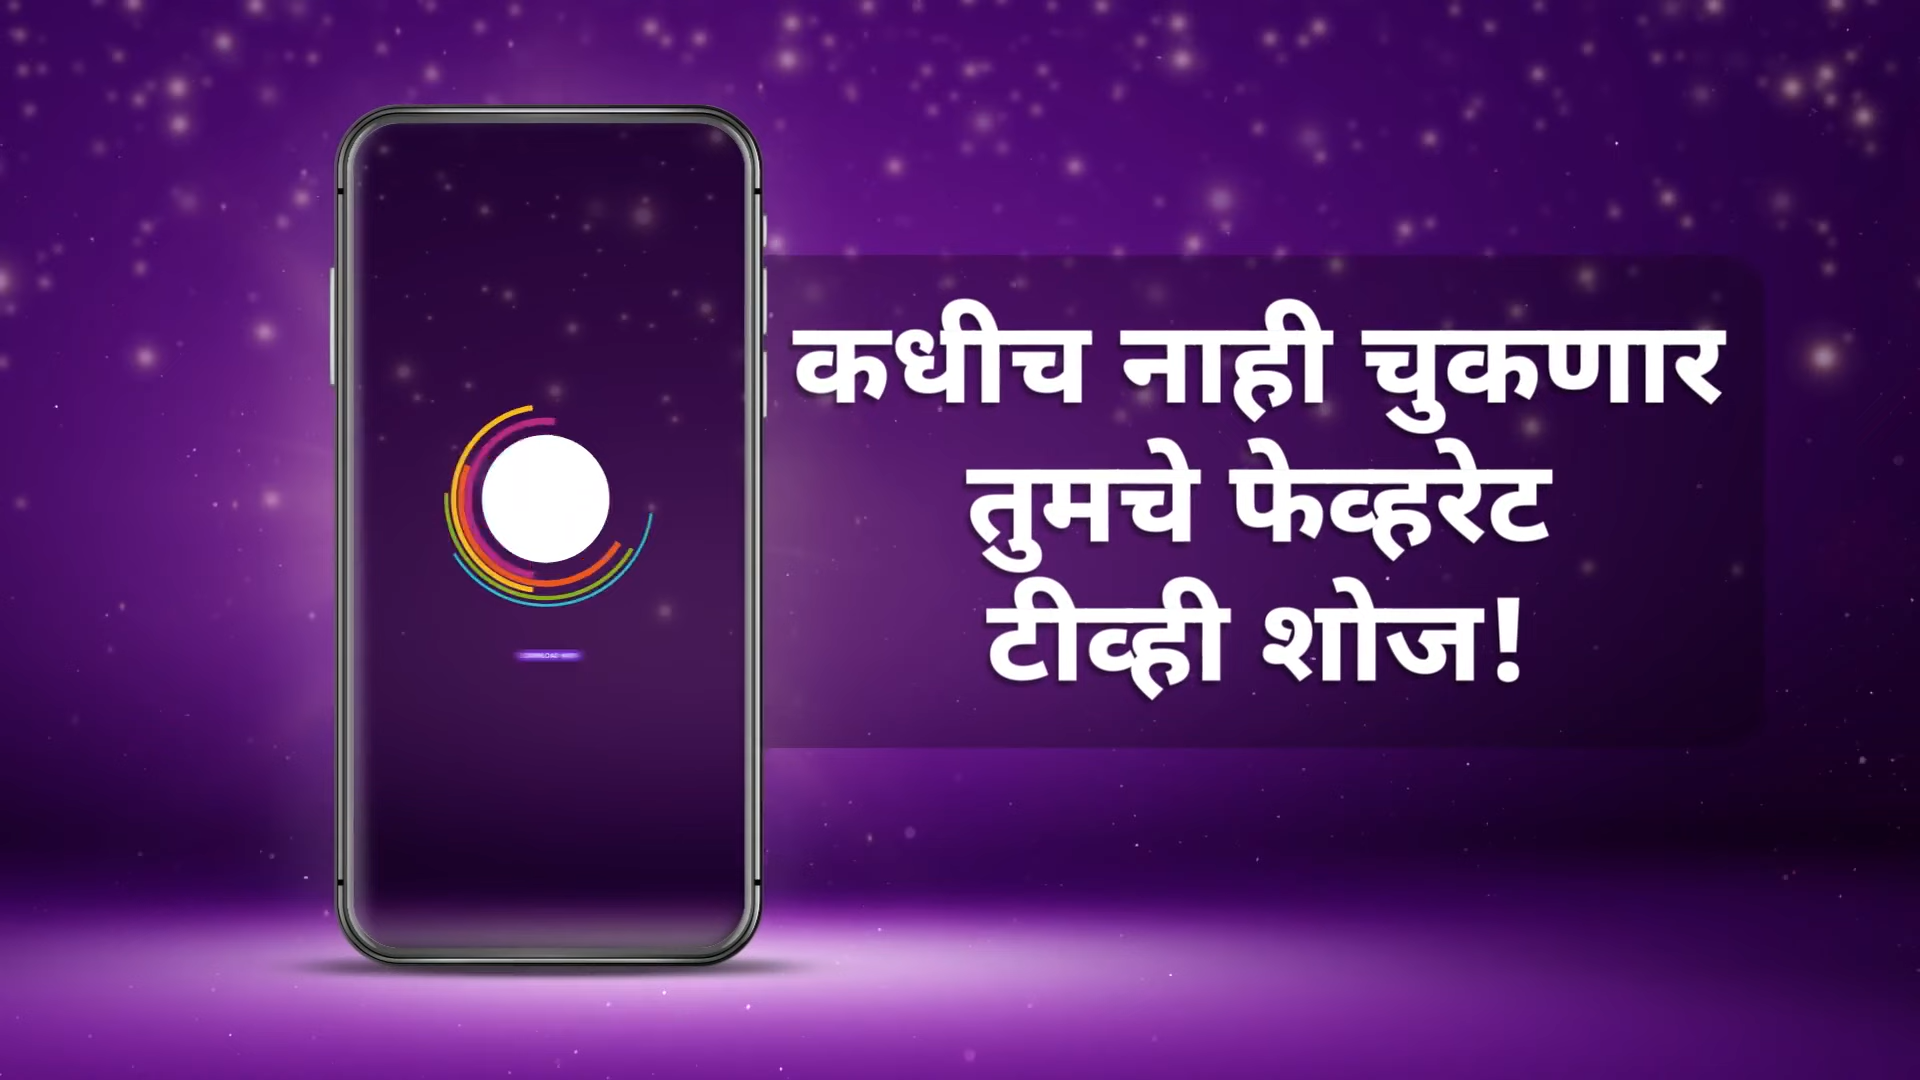 कधीच नाही चुकणार
तुमचे फेव्हरेट
टीव्ही शोज!